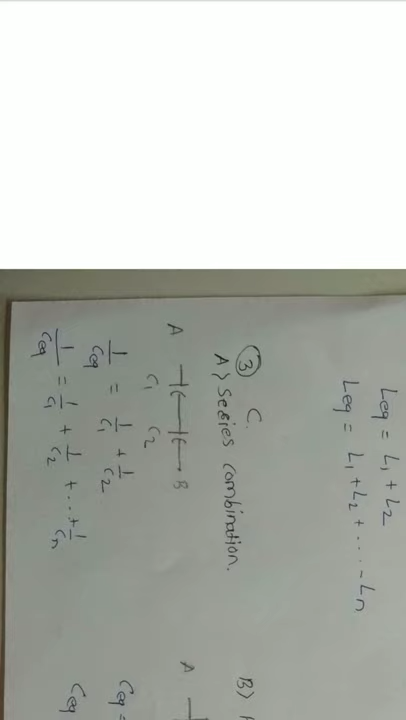 Leq = L1 + L2
Leq = L1 + L2 + . . . - Ln
③ C.
A> Series combination.
A C1 C2 B
1/Ceq = 1/C1 + 1/C2
1/Ceq = 1/C1 + 1/C2 + ... + 1/Cn
B>
A
Ceq =
Ceq